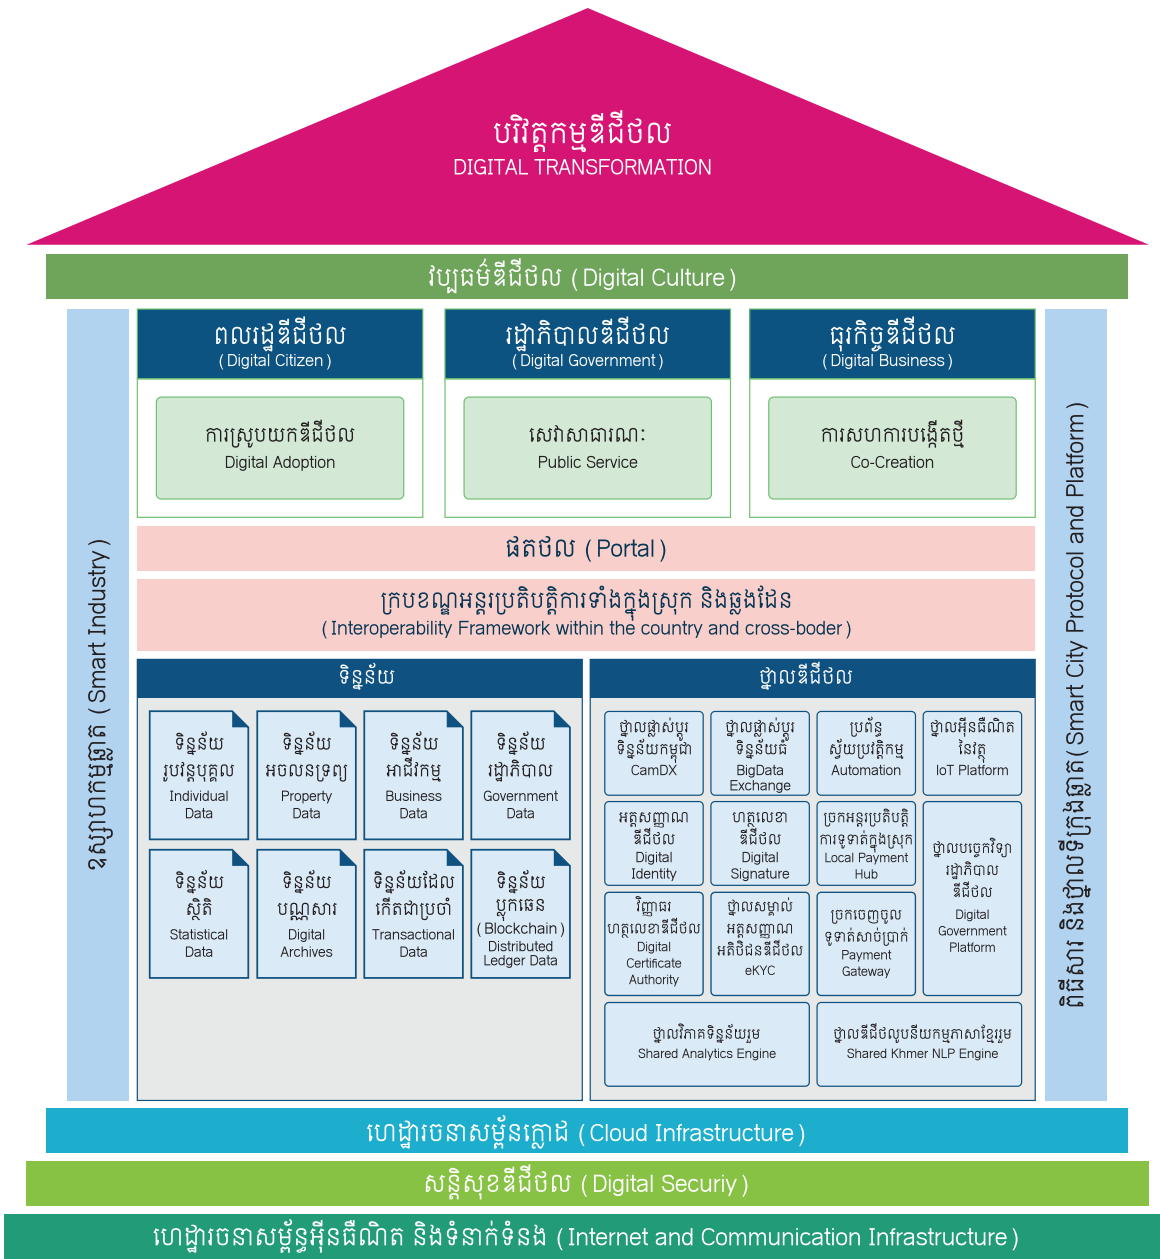 បរិវត្តកម្មឌីជីថល
DIGITAL TRANSFORMATION
វប្បធម៌ឌីជីថល (Digital Culture)
ឧស្សាហកម្មឆ្លាត (Smart Industry)
ពលរដ្ឋឌីជីថល
(Digital Citizen)
ការស្រូបយកឌីជីថល
Digital Adoption
រដ្ឋាភិបាលឌីជីថល
(Digital Government)
សេវាសាធារណៈ
Public Service
ធុរកិច្ចឌីជីថល
(Digital Business)
ការសហការបង្កើតថ្មី
Co-Creation
ពិធីសារ និងថ្នាលទីក្រុងឆ្លាត(Smart City Protocol and Platform)
ផតថល (Portal)
ក្របខណ្ឌអន្តរប្រតិបត្តិការទាំងក្នុងស្រុក និងឆ្លងដែន
(Interoperability Framework within the country and cross-boder)
ទិន្នន័យ
ទិន្នន័យ
រូបវន្តបុគ្គល
Individual
Data
ទិន្នន័យ
អចលនទ្រព្យ
Property
Data
ទិន្នន័យ
អាជីវកម្ម
Business
Data
ទិន្នន័យ
រដ្ឋាភិបាល
Government
Data
ទិន្នន័យ
ស្ថិតិ
Statistical
Data
ទិន្នន័យ
បណ្ណសារ
Digital
Archives
ទិន្នន័យដែល
កើតជាប្រចាំ
Transactional
Data
ទិន្នន័យ
ប្លុកឆេន
(Blockchain)
Distributed
Ledger Data
ថ្នាលឌីជីថល
ថ្នាលផ្លាស់ប្តូរ
ទិន្នន័យកម្ពុជា
CamDX
ថ្នាលផ្លាស់ប្តូរ
ទិន្នន័យធំ
BigData
Exchange
ប្រព័ន្ធ
ស្វ័យប្រវត្តិកម្ម
Automation
ថ្នាលអ៊ីនធឺណិត
នៃវត្ថុ
IoT Platform
អត្តសញ្ញាណ
ឌីជីថល
Digital
Identity
ហត្ថលេខា
ឌីជីថល
Digital
Signature
ច្រកអន្តរប្រតិបត្តិ
ការទូទាត់ក្នុងស្រុក
Local Payment
Hub
ថ្នាលបច្ចេកវិទ្យា
រដ្ឋាភិបាល
ឌីជីថល
Digital
Government
Platform
វិញ្ញាធរ
ហត្ថលេខាឌីជីថល
Digital
Certificate
Authority
ថ្នាលសម្គាល់
អត្តសញ្ញាណ
អតិថិជនឌីជីថល
eKYC
ច្រកចេញចូល
ទូទាត់សាច់ប្រាក់
Payment
Gateway
ថ្នាលវិភាគទិន្នន័យរួម
Shared Analytics Engine
ថ្នាលឌីជីថលូបនីយកម្មភាសាខ្មែររួម
Shared Khmer NLP Engine
ហេដ្ឋារចនាសម្ព័នក្លោដ (Cloud Infrastructure)
សន្តិសុខឌីជីថល (Digital Securiy)
ហេដ្ឋារចនាសម្ព័ន្ធអ៊ីនធឺណិត និងទំនាក់ទំនង (Internet and Communication Infrastructure)